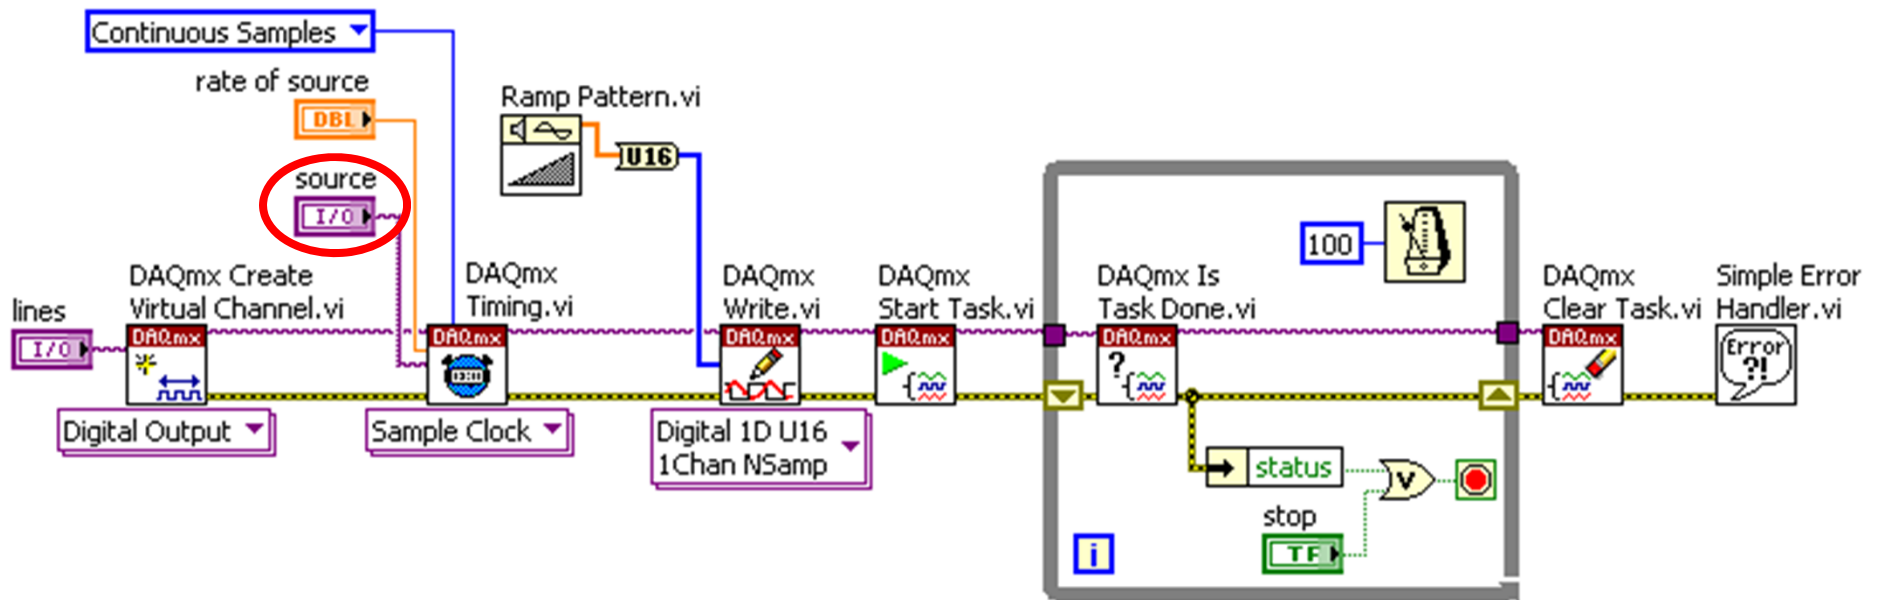 Continuous Samples
rate of source
DBL
Ramp Pattern.vi
U16
source
I/O
100
DAQmx Create
Virtual Channel.vi
DAQmx
Timing.vi
DAQmx
Write.vi
DAQmx
Start Task.vi
DAQmx Is
Task Done.vi
DAQmx
Clear Task.vi
Simple Error
Handler.vi
lines
I/O
DAQmx
DAQmx
DAQmx
DAQmx
DAQmx
?
DAQmx
Error
?!
Digital Output
Sample Clock
Digital 1D U16
1Chan NSamp
status
V
stop
TF
i